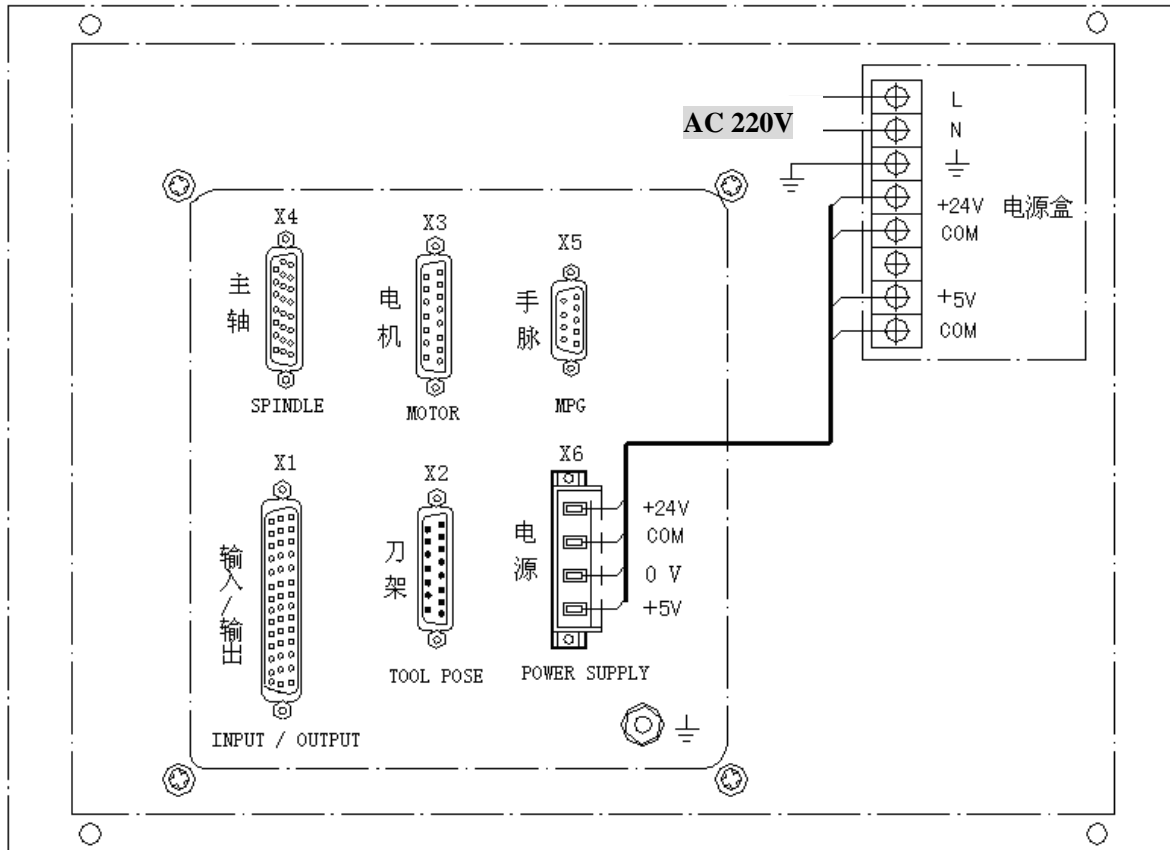 L
AC 220V
N
+24V 电源盒
COM
+5V
COM
X4
X3
X5
主轴
电机
手脉
SPINDLE
MOTOR
MPG
X1
X2
X6
输入/输出
刀架
电源
+24V
COM
0 V
+5V
INPUT / OUTPUT
TOOL POSE
POWER SUPPLY